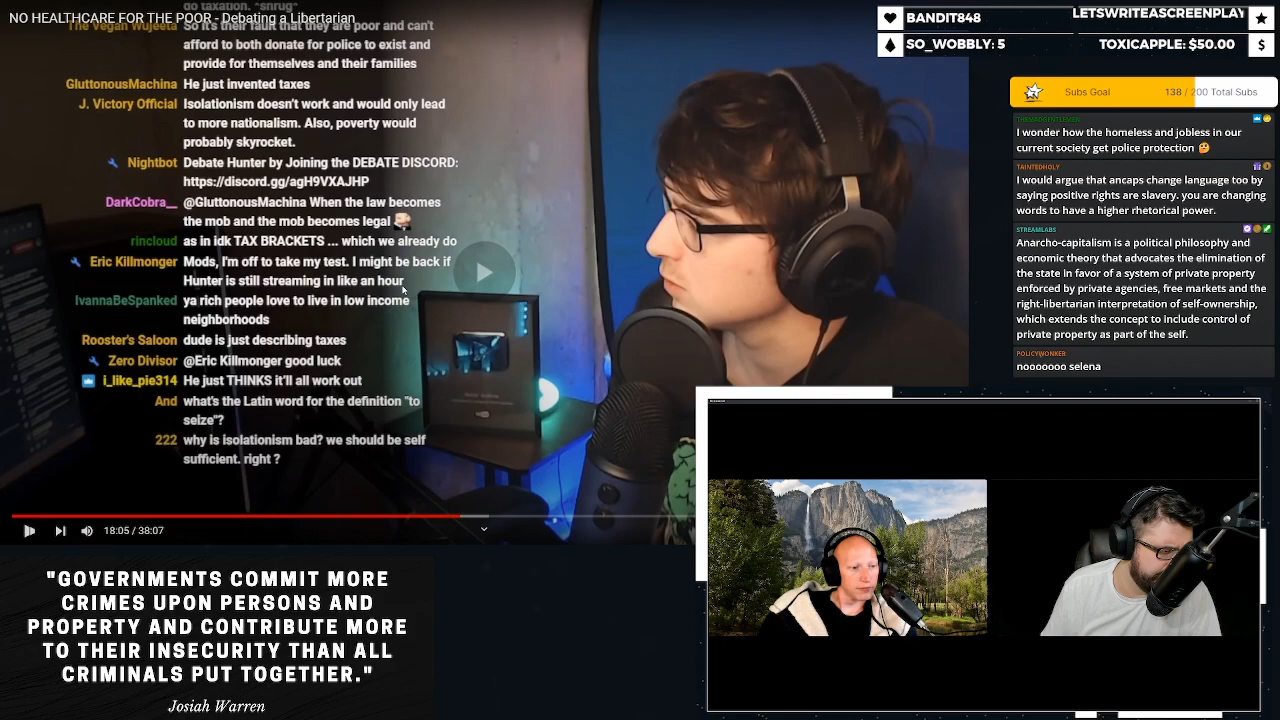 NO HEALTHCARE FOR THE POOR - Debating a Libertarian
do taxation. *snrug*
The Vegan Wujeeta So it's their fault that they are poor and can't
afford to both donate for police to exist and
provide for themselves and their families
GluttonousMachina He just invented taxes
J. Victory Official Isolationism doesn't work and would only lead
to more nationalism. Also, poverty would
probably skyrocket.
Nightbot Debate Hunter by Joining the DEBATE DISCORD:
https://discord.gg/agH9VXAJHP
DarkCobra__ @GluttonousMachina When the law becomes
the mob and the mob becomes legal
rincloud as in idk TAX BRACKETS ... which we already do
Eric Killmonger Mods, I'm off to take my test. I might be back if
Hunter is still streaming in like an hour
IvannaBeSpanked ya rich people love to live in low income
neighborhoods
Rooster's Saloon dude is just describing taxes
Zero Divisor @Eric Killmonger good luck
i_like_pie314 He just THINKS it'll all work out
And what's the Latin word for the definition "to
seize"?
222 why is isolationism bad? we should be self
sufficient. right ?
18:05 / 38:07
"GOVERNMENTS COMMIT MORE
CRIMES UPON PERSONS AND
PROPERTY AND CONTRIBUTE MORE
TO THEIR INSECURITY THAN ALL
CRIMINALS PUT TOGETHER."
Josiah Warren
BANDIT848
LETSWRITEASCREENPLAY
SO_WOBBLY: 5
TOXICAPPLE: $50.00
$
Subs Goal 138 / 200 Total Subs
I wonder how the homeless and jobless in our
current society get police protection 🤔
TAINTEDHOLY
I would argue that ancaps change language too by
saying positive rights are slavery. you are changing
words to have a higher rhetorical power.
STREAMLABS
Anarcho-capitalism is a political philosophy and
economic theory that advocates the elimination of
the state in favor of a system of private property
enforced by private agencies, free markets and the
right-libertarian interpretation of self-ownership,
which extends the concept to include control of
private property as part of the self.
POLICYWONKER
nooooooo selena